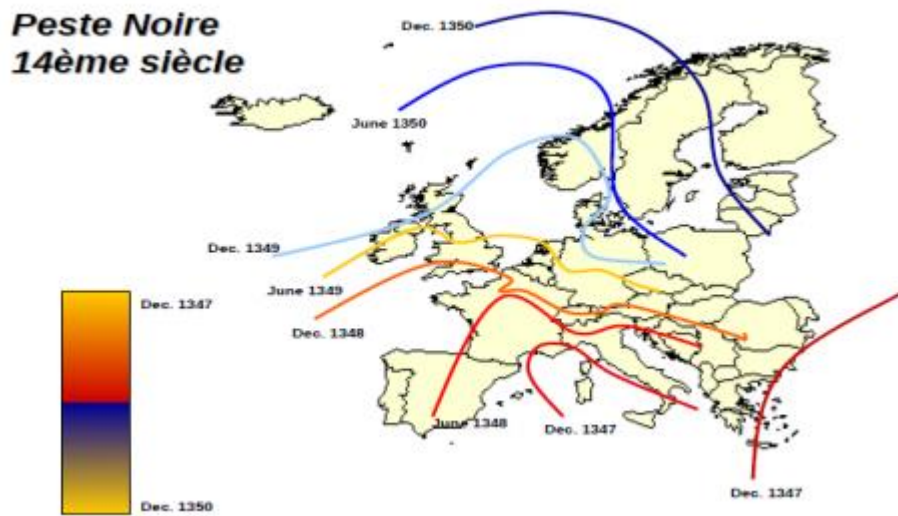 Peste Noire
14ème siècle
Dec. 1350
June 1350
Dec. 1349
June 1349
Dec. 1348
June 1348
Dec. 1347
Dec. 1347
Dec. 1347
Dec. 1350